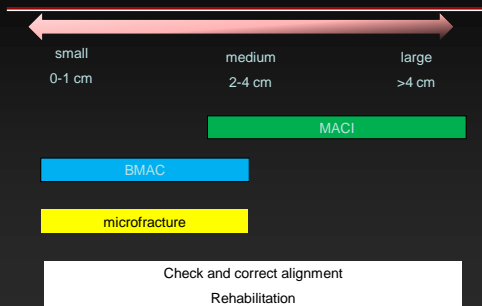 small medium large
0-1 cm 2-4 cm >4 cm
MACI
BMAC
microfracture
Check and correct alignment
Rehabilitation